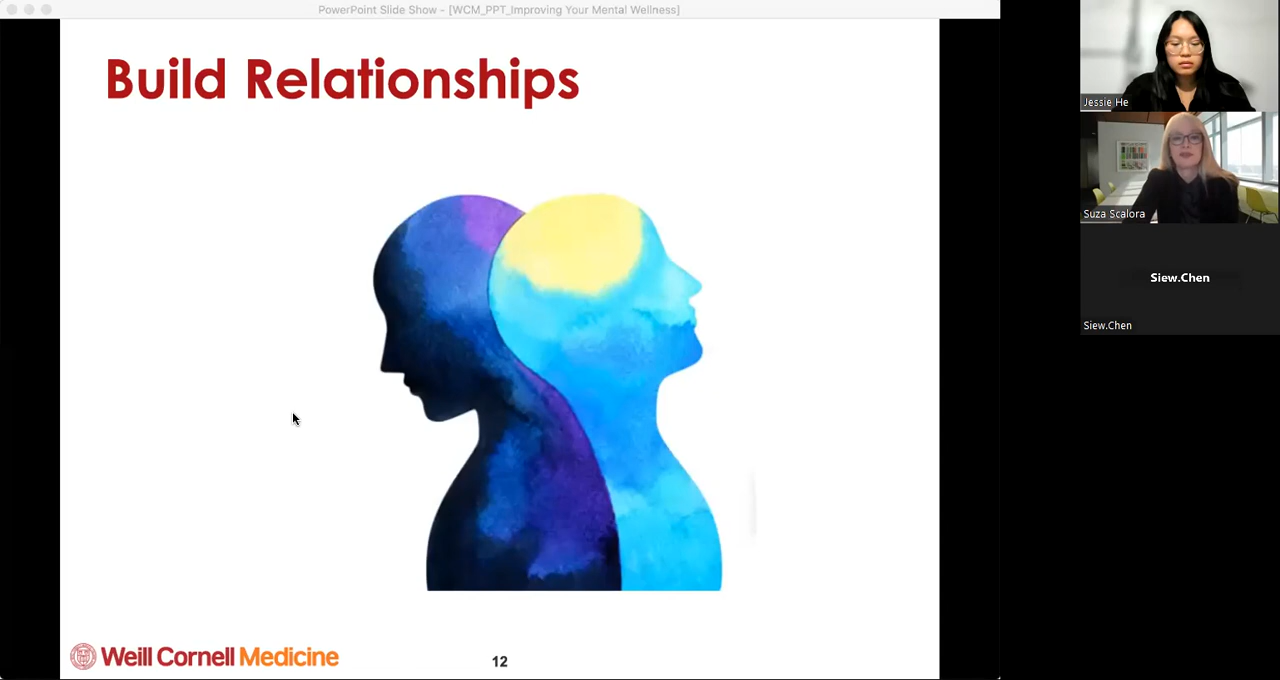 PowerPoint Slide Show - [WCM_PPT_Improving Your Mental Wellness]
Build Relationships
Weill Cornell Medicine
12
Jessie He
Suza Scalora
Siew.Chen
Siew.Chen